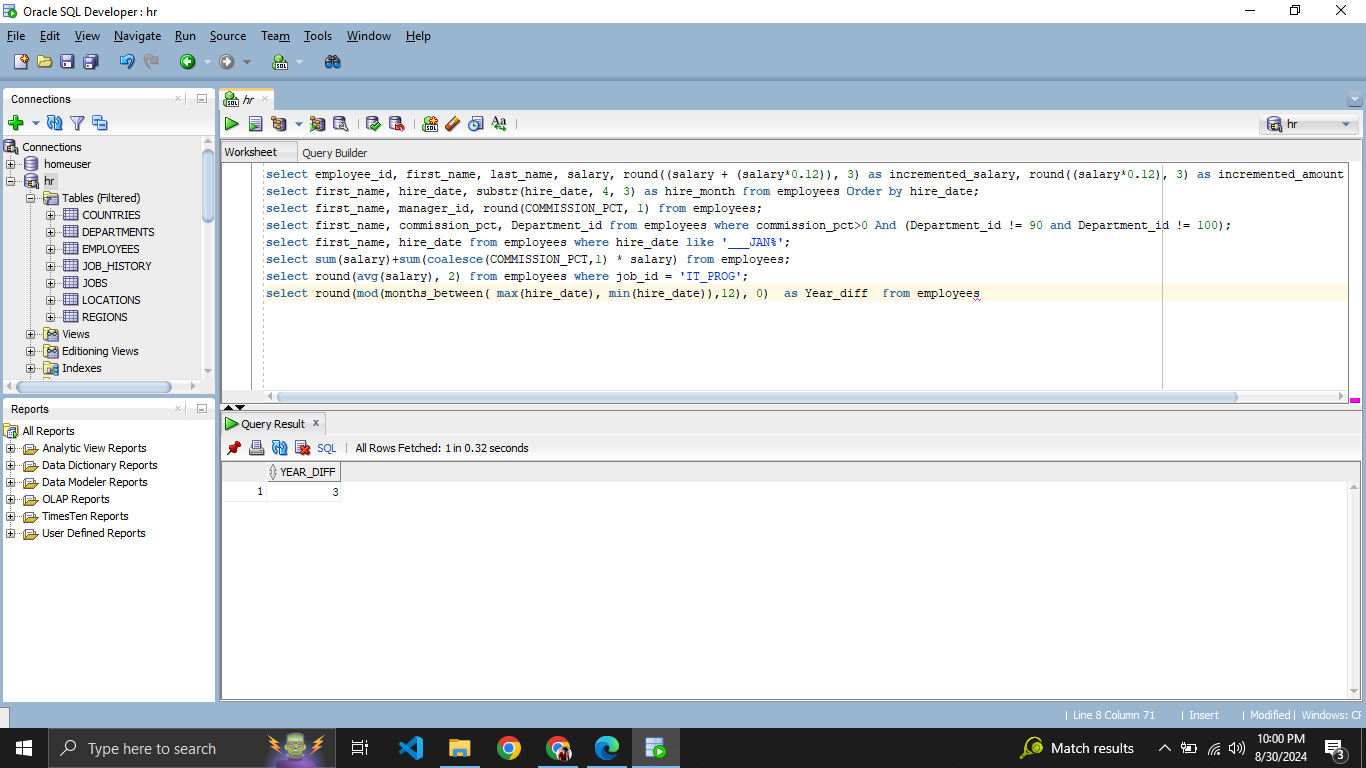 Oracle SQL Developer : hr
File Edit View Navigate Run Source Team Tools Window Help
Connections
Connections
homeuser
hr
Tables (Filtered)
COUNTRIES
DEPARTMENTS
EMPLOYEES
JOB_HISTORY
JOBS
LOCATIONS
REGIONS
Views
Editioning Views
Indexes
Reports
All Reports
Analytic View Reports
Data Dictionary Reports
Data Modeler Reports
OLAP Reports
TimesTen Reports
User Defined Reports
hr
hr
Worksheet Query Builder
select employee_id, first_name, last_name, salary, round((salary + (salary*0.12)), 3) as incremented_salary, round((salary*0.12), 3) as incremented_amount
select first_name, hire_date, substr(hire_date, 4, 3) as hire_month from employees Order by hire_date;
select first_name, manager_id, round(COMMISSION_PCT, 1) from employees;
select first_name, commission_pct, Department_id from employees where commission_pct>0 And (Department_id != 90 and Department_id != 100);
select first_name, hire_date from employees where hire_date like '___JAN%';
select sum(salary)+sum(coalesce(COMMISSION_PCT,1) * salary) from employees;
select round(avg(salary), 2) from employees where job_id = 'IT_PROG';
select round(mod(months_between( max(hire_date), min(hire_date)),12), 0)  as Year_diff  from employees
Query Result
SQL | All Rows Fetched: 1 in 0.32 seconds
YEAR_DIFF
1 3
| Line 8 Column 71 | Insert | Modified | Windows: CF
Type here to search
Match results
10:00 PM
8/30/2024
3